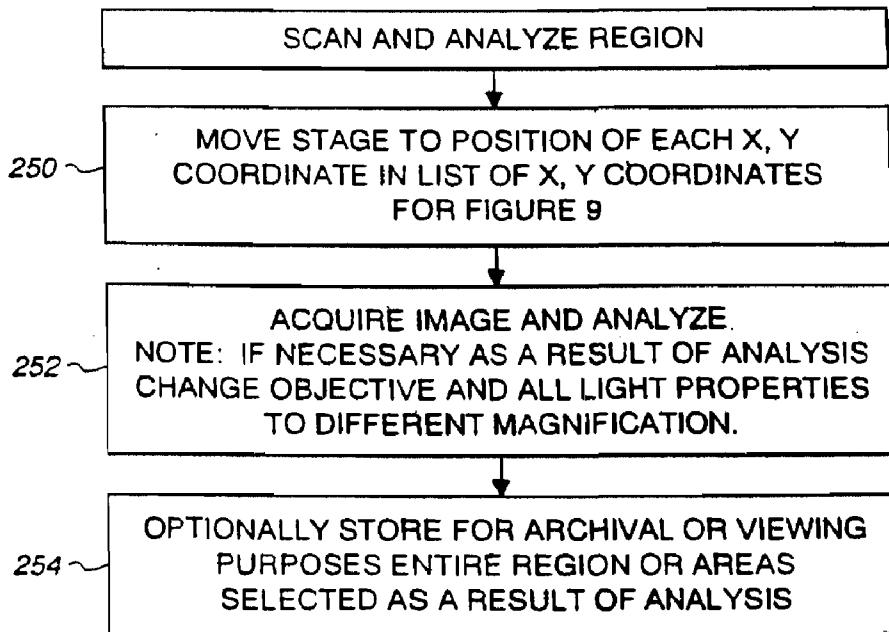 SCAN AND ANALYZE REGION
250
MOVE STAGE TO POSITION OF EACH X, Y
COORDINATE IN LIST OF X, Y COORDINATES
FOR FIGURE 9
252
ACQUIRE IMAGE AND ANALYZE.
NOTE: IF NECESSARY AS A RESULT OF ANALYSIS
CHANGE OBJECTIVE AND ALL LIGHT PROPERTIES
TO DIFFERENT MAGNIFICATION.
254
OPTIONALLY STORE FOR ARCHIVAL OR VIEWING
PURPOSES ENTIRE REGION OR AREAS
SELECTED AS A RESULT OF ANALYSIS